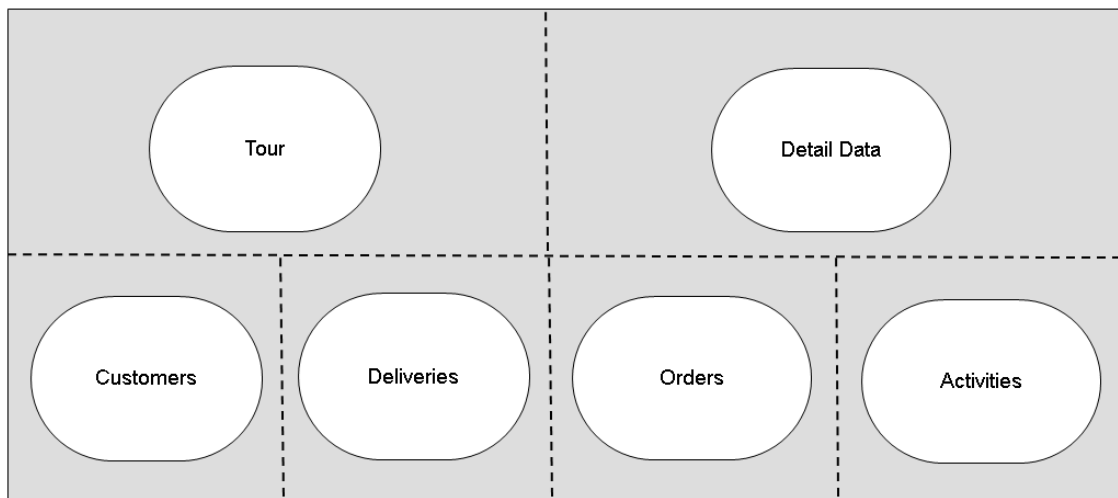 Tour
Detail Data
Customers
Deliveries
Orders
Activities